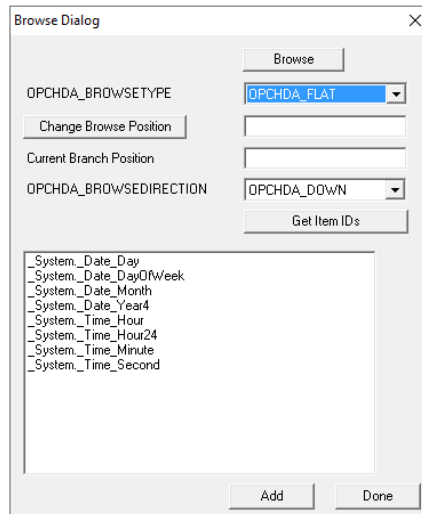 Browse Dialog
Browse
OPCHDA_BROWSETYPE
OPCHDA_FLAT
Change Browse Position
Current Branch Position
OPCHDA_BROWSEDIRECTION
OPCHDA_DOWN
Get Item IDs
_System._Date_Day
_System._Date_DayOfWeek
_System._Date_Month
_System._Date_Year4
_System._Time_Hour
_System._Time_Hour24
_System._Time_Minute
_System._Time_Second
Add
Done